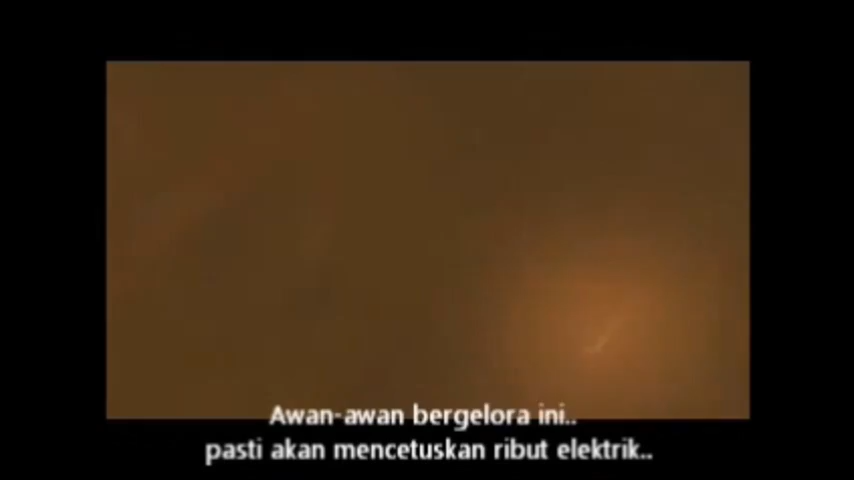 Awan-awan bergelora ini..
pasti akan mencetuskan ribut elektrik..